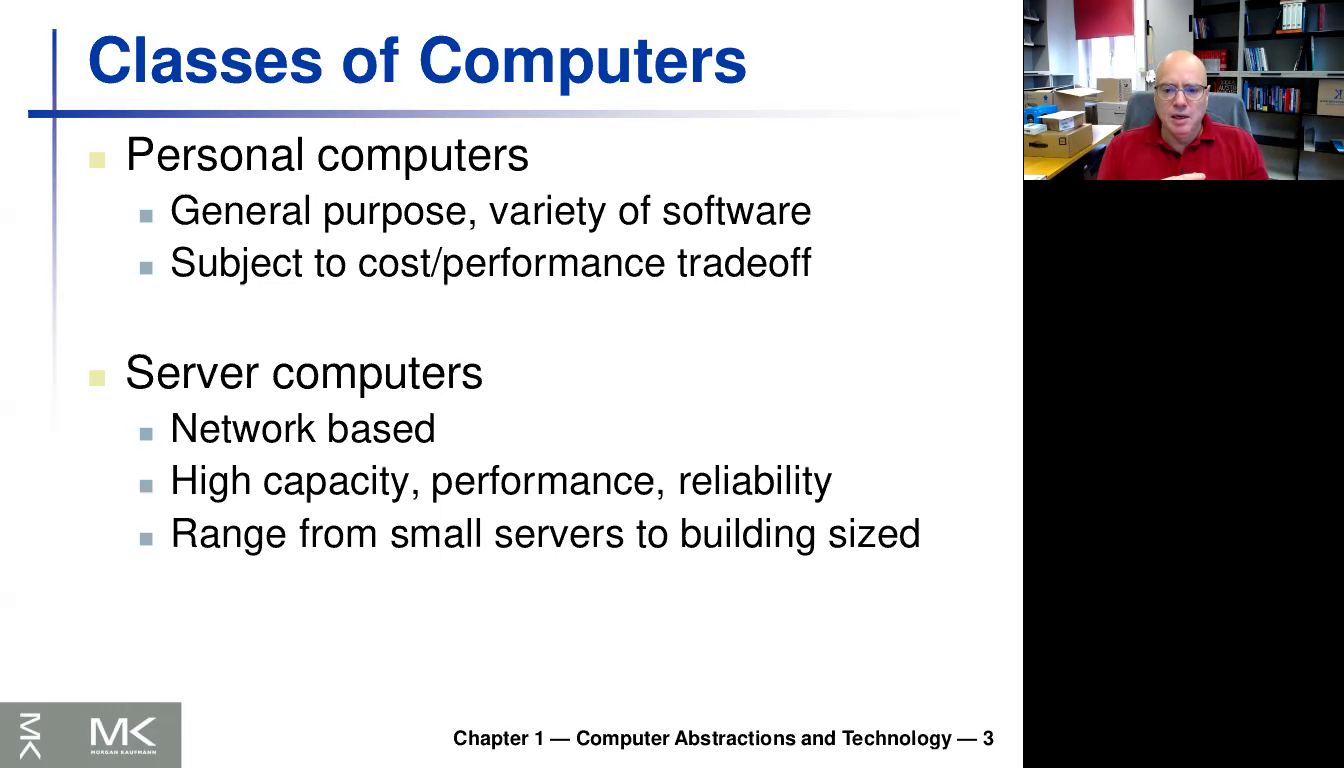 Classes of Computers
Personal computers
General purpose, variety of software
Subject to cost/performance tradeoff
Server computers
Network based
High capacity, performance, reliability
Range from small servers to building sized
MK
MK
MORGAN KAUFMANN
Chapter 1 — Computer Abstractions and Technology — 3